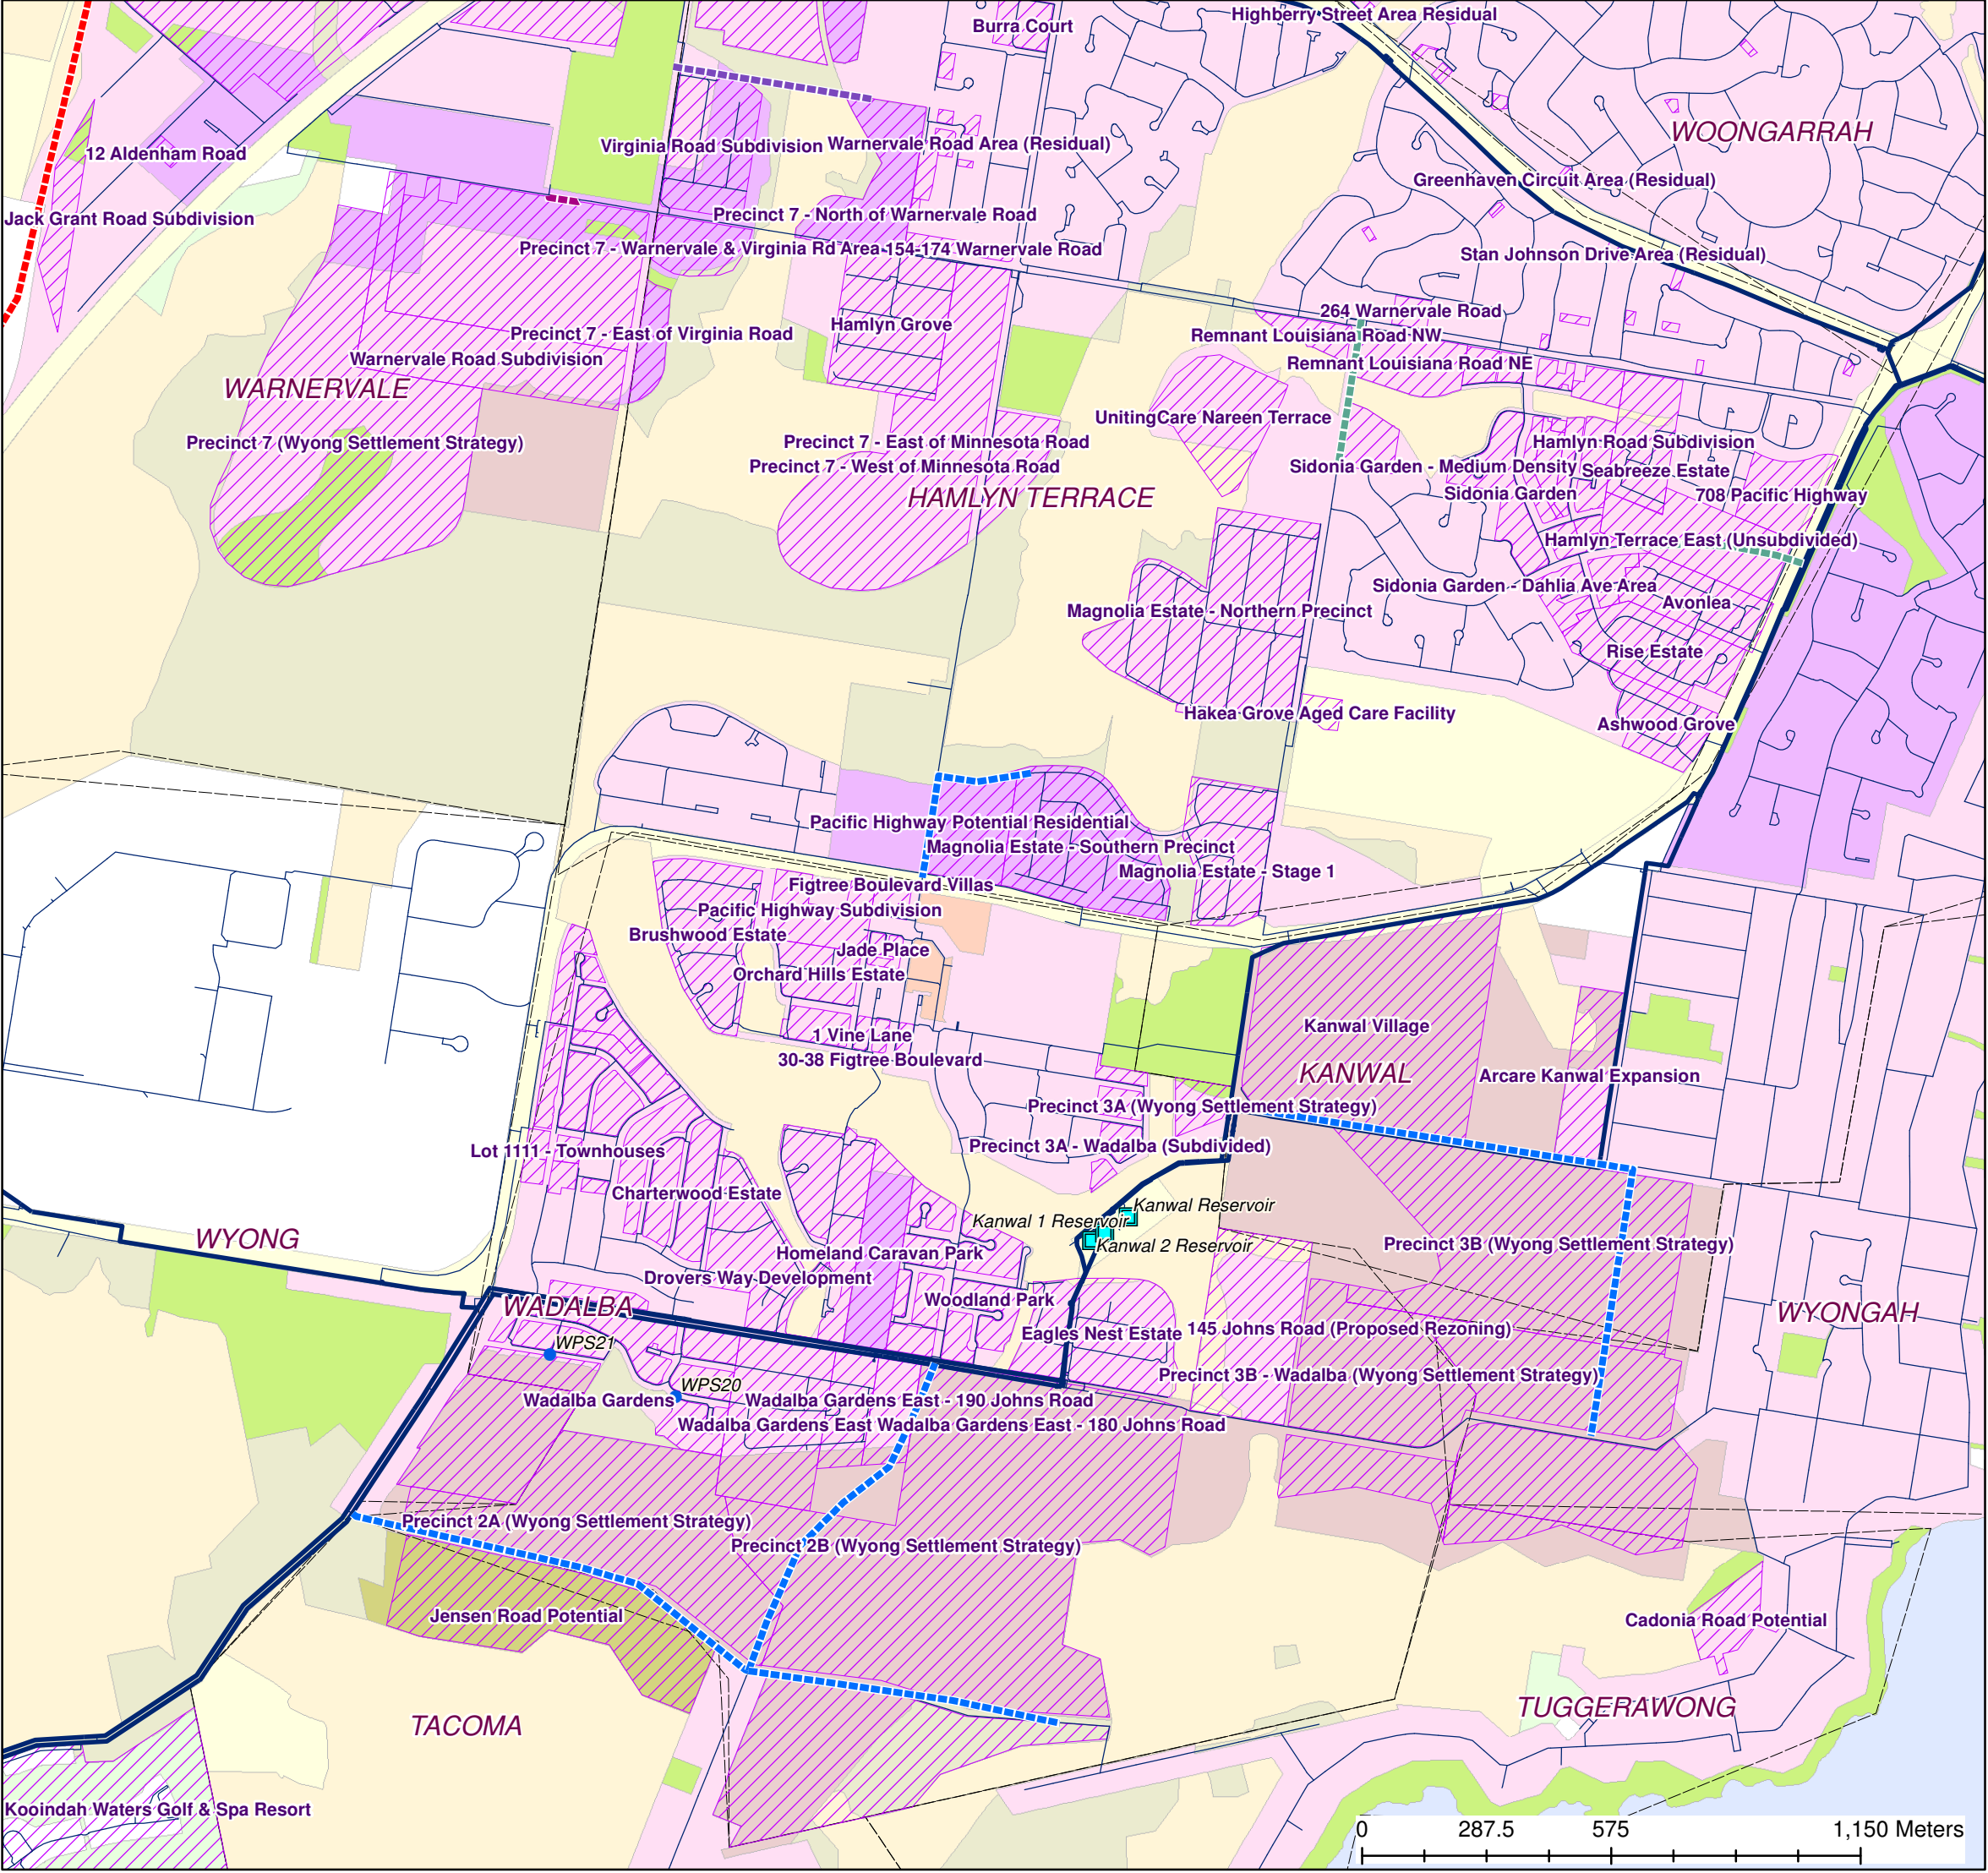 Highberry Street Area Residual
Burra Court
WOONGARRAH
12 Aldenham Road
Virginia Road Subdivision
Warnervale Road Area (Residual)
Greenhaven Circuit Area (Residual)
Jack Grant Road Subdivision
Precinct 7 - North of Warnervale Road
Precinct 7 - Warnervale & Virginia Rd Area
154-174 Warnervale Road
Stan Johnson Drive Area (Residual)
264 Warnervale Road
Hamlyn Grove
Precinct 7 - East of Virginia Road
Remnant Louisiana Road NW
Warnervale Road Subdivision
Remnant Louisiana Road NE
WARNERVALE
UnitingCare Nareen Terrace
Precinct 7 (Wyong Settlement Strategy)
Precinct 7 - East of Minnesota Road
Hamlyn Road Subdivision
Precinct 7 - West of Minnesota Road
Sidonia Garden - Medium Density
Seabreeze Estate
HAMLYN TERRACE
Sidonia Garden
708 Pacific Highway
Hamlyn Terrace East (Unsubdivided)
Sidonia Garden - Dahlia Ave Area
Magnolia Estate - Northern Precinct
Avonlea
Rise Estate
Hakea Grove Aged Care Facility
Ashwood Grove
Pacific Highway Potential Residential
Magnolia Estate - Southern Precinct
Magnolia Estate - Stage 1
Figtree Boulevard Villas
Pacific Highway Subdivision
Brushwood Estate
Jade Place
Orchard Hills Estate
Kanwal Village
1 Vine Lane
30-38 Figtree Boulevard
KANWAL
Arcare Kanwal Expansion
Precinct 3A (Wyong Settlement Strategy)
Precinct 3A - Wadalba (Subdivided)
Lot 1111 - Townhouses
Charterwood Estate
Kanwal Reservoir
Kanwal 1 Reservoir
WYONG
Kanwal 2 Reservoir
Precinct 3B (Wyong Settlement Strategy)
Homeland Caravan Park
Drovers Way Development
Woodland Park
WADALBA
WYONGAH
Eagles Nest Estate
145 Johns Road (Proposed Rezoning)
WPS21
Precinct 3B - Wadalba (Wyong Settlement Strategy)
WPS20
Wadalba Gardens
Wadalba Gardens East - 190 Johns Road
Wadalba Gardens East
Wadalba Gardens East - 180 Johns Road
Precinct 2A (Wyong Settlement Strategy)
Precinct 2B (Wyong Settlement Strategy)
Jensen Road Potential
Cadonia Road Potential
TACOMA
TUGGERAWONG
Kooindah Waters Golf & Spa Resort
0 287.5 575 1,150 Meters